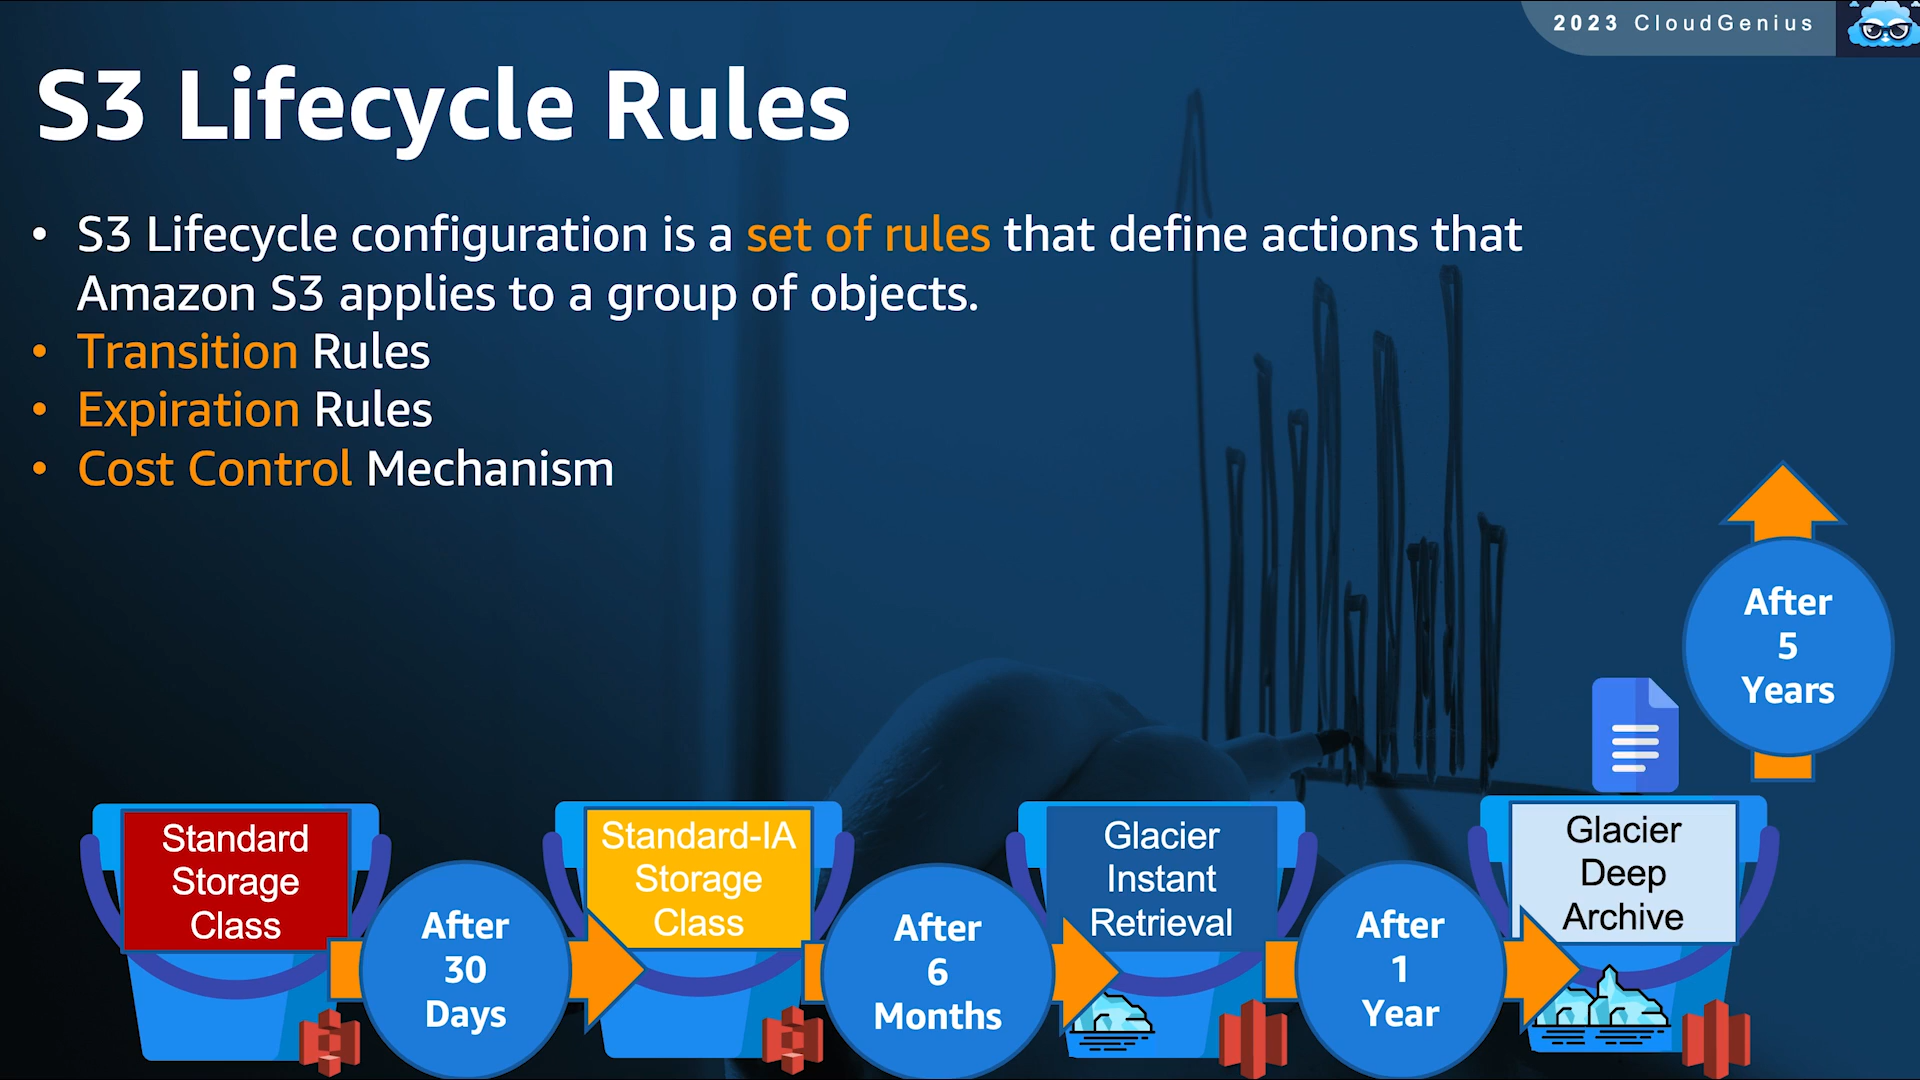 2023 CloudGenius
S3 Lifecycle Rules
• S3 Lifecycle configuration is a set of rules that define actions that
Amazon S3 applies to a group of objects.
• Transition Rules
• Expiration Rules
• Cost Control Mechanism
After
5
Years
Standard
Storage
Class
After
30
Days
Standard-IA
Storage
Class
After
6
Months
Glacier
Instant
Retrieval
After
1
Year
Glacier
Deep
Archive